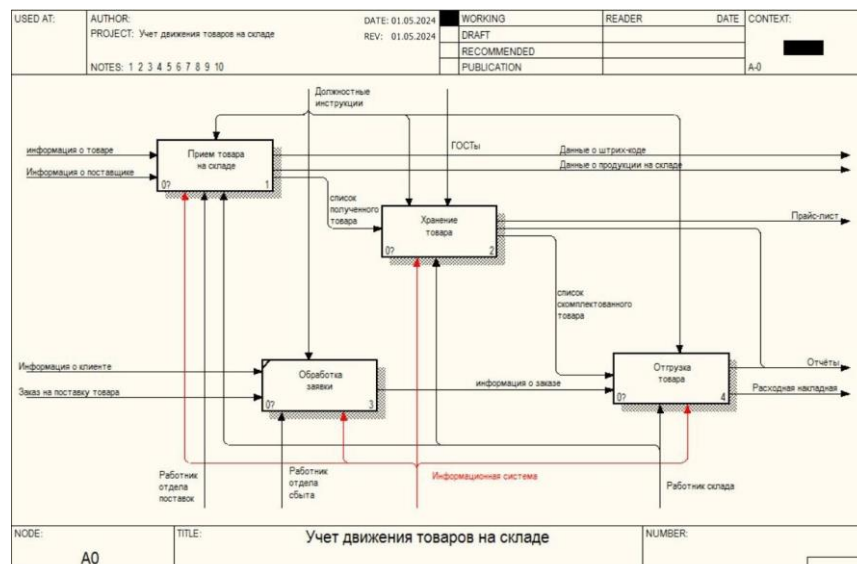 USED AT:
AUTHOR:
DATE: 01.05.2024
WORKING
READER
DATE
CONTEXT:
PROJECT: Учет движения товаров на складе
REV: 01.05.2024
DRAFT
RECOMMENDED
NOTES: 1 2 3 4 5 6 7 8 9 10
PUBLICATION
A-0
Должностные
инструкции
ГОСТы
информация о товаре
Информация о поставщике
Прием товара
на складе
0? 1
Данные о штрих-коде
Данные о продукции на складе
список
полученного
товара
Хранение
товара
0? 2
Прайс-лист
список
скомплектованного
товара
Информация о клиенте
Заказ на поставку товара
Обработка
заявки
0? 3
информация о заказе
Отгрузка
товара
0? 4
Отчёты
Расходная накладная
Работник
отдела
поставок
Работник
отдела
сбыта
Информационная система
Работник склада
NODE:
A0
TITLE:
Учет движения товаров на складе
NUMBER: